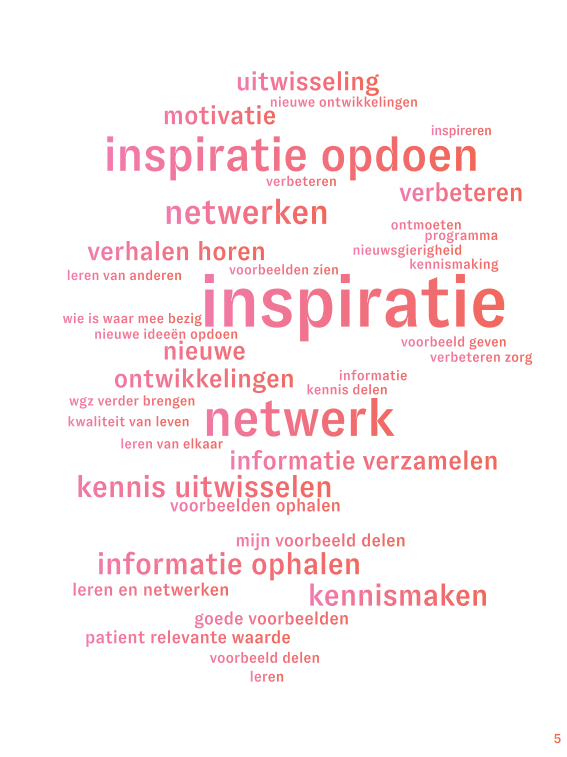 uitwisseling
nieuwe ontwikkelingen
motivatie
inspireren
inspiratie opdoen
verbeteren
verbeteren
netwerken
ontmoeten
programma
verhalen horen
nieuwsgierigheid
kennismaking
voorbeelden zien
leren van anderen
inspiratie
wie is waar mee bezig
nieuwe ideeën opdoen
voorbeeld geven
nieuwe
verbeteren zorg
ontwikkelingen
informatie
kennis delen
wgz verder brengen
netwerk
kwaliteit van leven
leren van elkaar
informatie verzamelen
kennis uitwisselen
voorbeelden ophalen
mijn voorbeeld delen
informatie ophalen
leren en netwerken
kennismaken
goede voorbeelden
patient relevante waarde
voorbeeld delen
leren
5